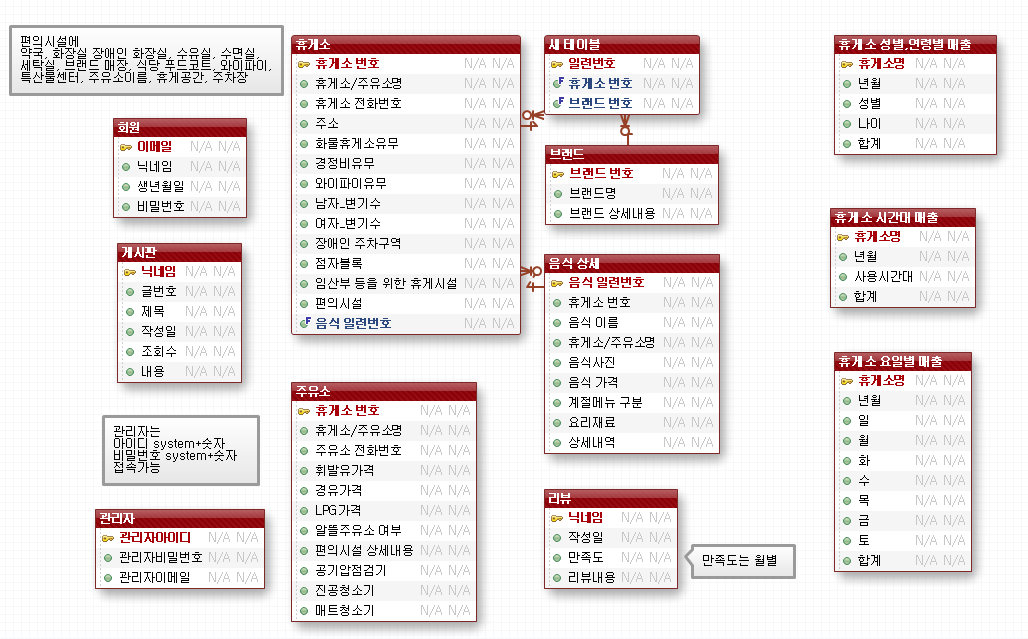 편의시설에
약국, 화장실 장애인 화장실, 수유실, 수면실,
세탁실, 브랜드 매장, 식당 푸드코트, 와이파이,
특산물센터, 주유소이름, 휴게공간, 주차장
회원
이메일 N/A N/A
닉네임 N/A N/A
생년월일 N/A N/A
비밀번호 N/A N/A
게시판
닉네임 N/A N/A
글번호 N/A N/A
제목 N/A N/A
작성일 N/A N/A
조회수 N/A N/A
내용 N/A N/A
관리자는
아이디 system+숫자
비밀번호 system+숫자
접속가능
관리자
관리자아이디 N/A N/A
관리자비밀번호 N/A N/A
관리자이메일 N/A N/A
휴게소
휴게소 번호 N/A N/A
휴게소/주유소명 N/A N/A
휴게소 전화번호 N/A N/A
주소 N/A N/A
화물휴게소유무 N/A N/A
경정비유무 N/A N/A
와이파이유무 N/A N/A
남자_변기수 N/A N/A
여자_변기수 N/A N/A
장애인 주차구역 N/A N/A
점자블록 N/A N/A
임산부 등을 위한 휴게시설 N/A N/A
편의시설 N/A N/A
F 음식 일련번호 N/A N/A
주유소
휴게소 번호 N/A N/A
휴게소/주유소명 N/A N/A
주유소 전화번호 N/A N/A
휘발유가격 N/A N/A
경유가격 N/A N/A
LPG가격 N/A N/A
알뜰주유소 여부 N/A N/A
편의시설 상세내용 N/A N/A
공기압점검기 N/A N/A
진공청소기 N/A N/A
매트청소기 N/A N/A
새 테이블
일련번호 N/A N/A
F 휴게소 번호 N/A N/A
F 브랜드 번호 N/A N/A
브랜드
브랜드 번호 N/A N/A
브랜드명 N/A N/A
브랜드 상세내용 N/A N/A
음식 상세
음식 일련번호 N/A N/A
휴게소 번호 N/A N/A
음식 이름 N/A N/A
휴게소/주유소명 N/A N/A
음식사진 N/A N/A
음식 가격 N/A N/A
계절메뉴 구분 N/A N/A
요리재료 N/A N/A
상세내역 N/A N/A
리뷰
닉네임 N/A N/A
작성일 N/A N/A
만족도 N/A N/A
리뷰내용 N/A N/A
만족도는 월별
휴게소 성별,연령별 매출
휴게소명 N/A N/A
년월 N/A N/A
성별 N/A N/A
나이 N/A N/A
합계 N/A N/A
휴게소 시간대 매출
휴게소명 N/A N/A
년월 N/A N/A
사용시간대 N/A N/A
합계 N/A N/A
휴게소 요일별 매출
휴게소명 N/A N/A
년월 N/A N/A
일 N/A N/A
월 N/A N/A
화 N/A N/A
수 N/A N/A
목 N/A N/A
금 N/A N/A
토 N/A N/A
합계 N/A N/A